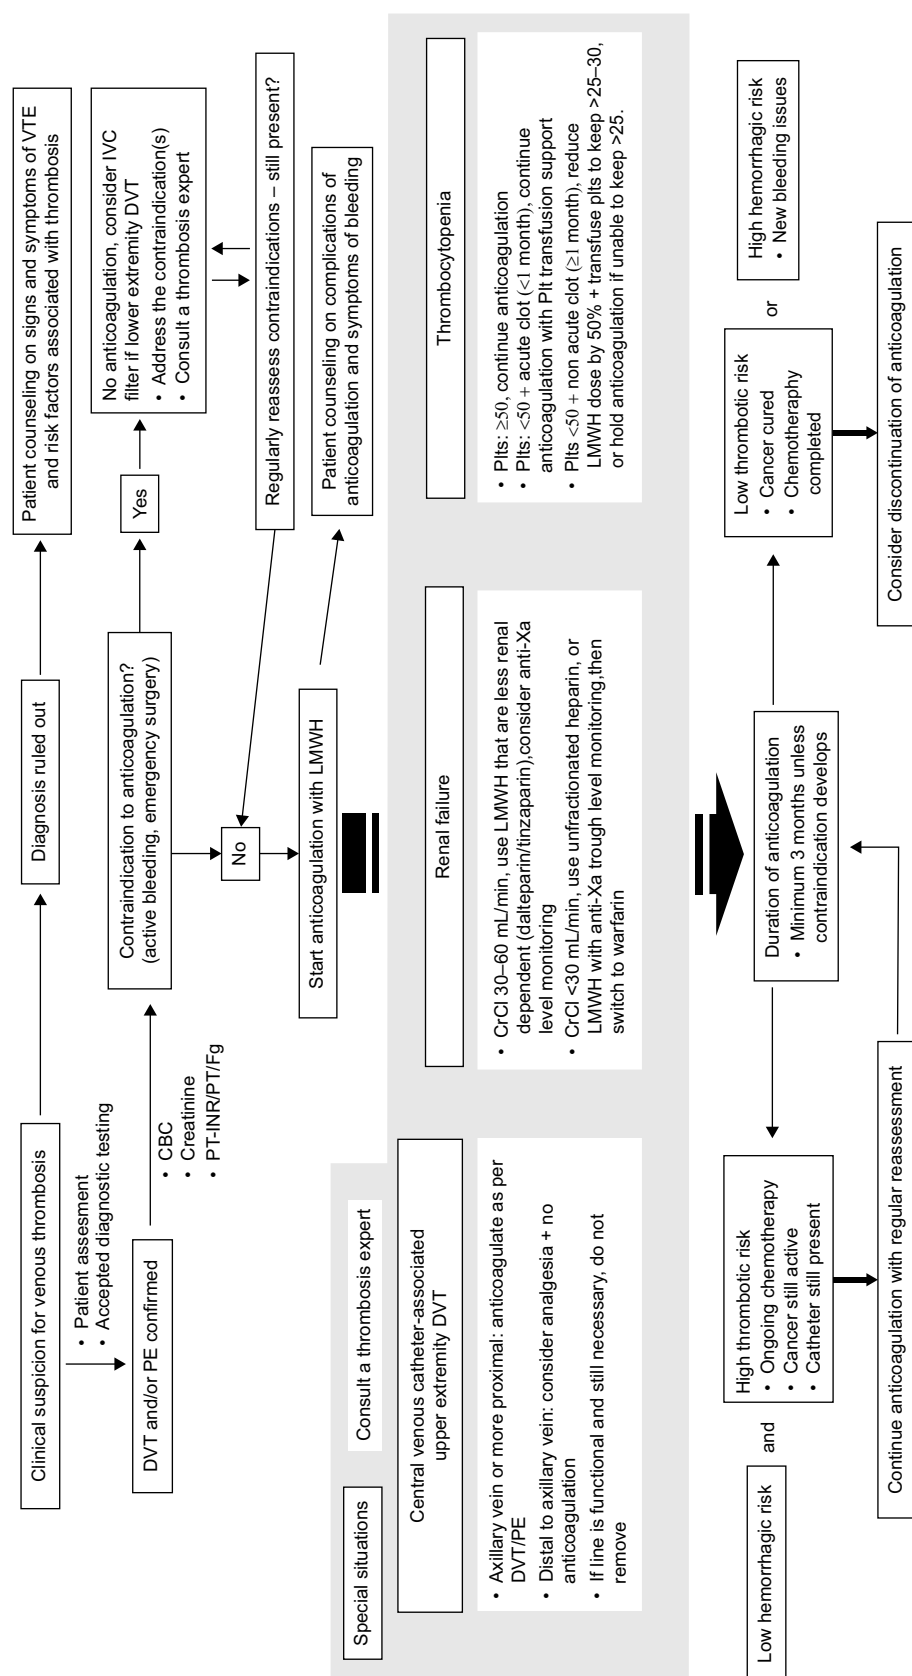 Clinical suspicion for venous thrombosis
Diagnosis ruled out
Patient counseling on signs and symptoms of VTE
and risk factors associated with thrombosis
• Patient assessment
• Accepted diagnostic testing
DVT and/or PE confirmed
• CBC
• Creatinine
• PT-INR/PT/Fg
Contraindication to anticoagulation?
(active bleeding, emergency surgery)
Yes
No anticoagulation, consider IVC
filter if lower extremity DVT
• Address the contraindication(s)
• Consult a thrombosis expert
No
Regularly reassess contraindications – still present?
Start anticoagulation with LMWH
Patient counseling on complications of
anticoagulation and symptoms of bleeding
Special situations
Consult a thrombosis expert
Central venous catheter-associated
upper extremity DVT
• Axillary vein or more proximal: anticoagulate as per
DVT/PE
• Distal to axillary vein: consider analgesia + no
anticoagulation
• If line is functional and still necessary, do not
remove
Renal failure
• CrCl 30–60 mL/min, use LMWH that are less renal
dependent (dalteparin/tinzaparin),consider anti-Xa
level monitoring
• CrCl <30 mL/min, use unfractionated heparin, or
LMWH with anti-Xa trough level monitoring,then
switch to warfarin
Thrombocytopenia
• Plts: ≥50, continue anticoagulation
• Plts: <50 + acute clot (<1 month), continue
anticoagulation with Plt transfusion support
• Plts <50 + non acute clot (≥1 month), reduce
LMWH dose by 50% + transfuse plts to keep >25–30,
or hold anticoagulation if unable to keep >25.
Low hemorrhagic risk
and
High thrombotic risk
• Ongoing chemotherapy
• Cancer still active
• Catheter still present
Duration of anticoagulation
• Minimum 3 months unless
contraindication develops
Low thrombotic risk
• Cancer cured
• Chemotherapy
completed
or
High hemorrhagic risk
• New bleeding issues
Continue anticoagulation with regular reassessment
Consider discontinuation of anticoagulation